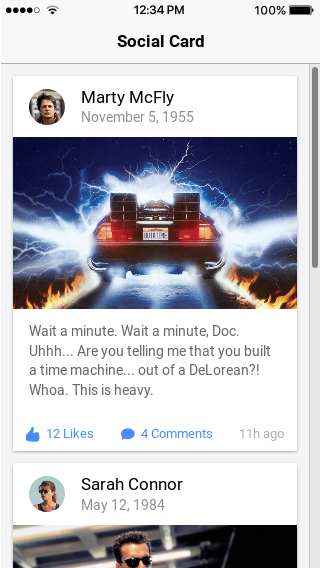 12:34 PM
100%
Social Card
Marty McFly
November 5, 1955
OUTATIME
Wait a minute. Wait a minute, Doc.
Uhhh... Are you telling me that you built
a time machine... out of a DeLorean?!
Whoa. This is heavy.
12 Likes
4 Comments
11h ago
Sarah Connor
May 12, 1984